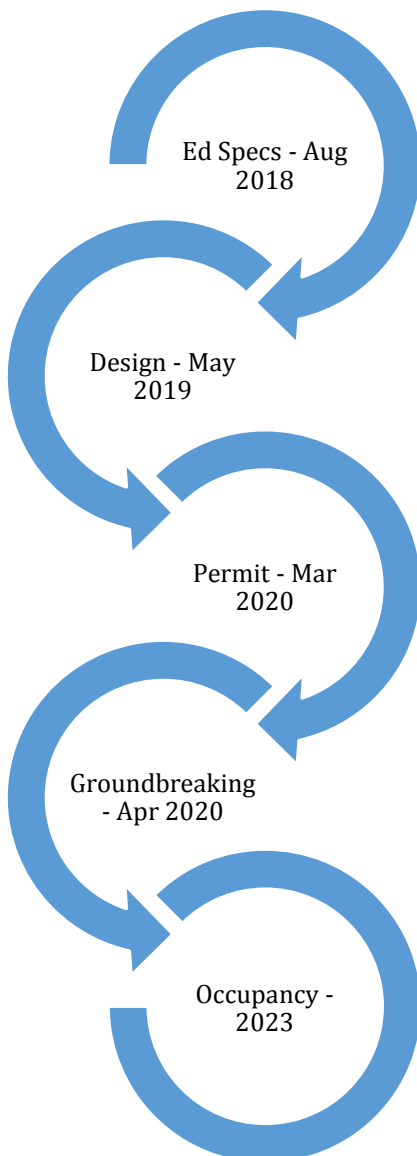 Ed Specs - Aug
2018
Design - May
2019
Permit - Mar
2020
Groundbreaking
- Apr 2020
Occupancy -
2023